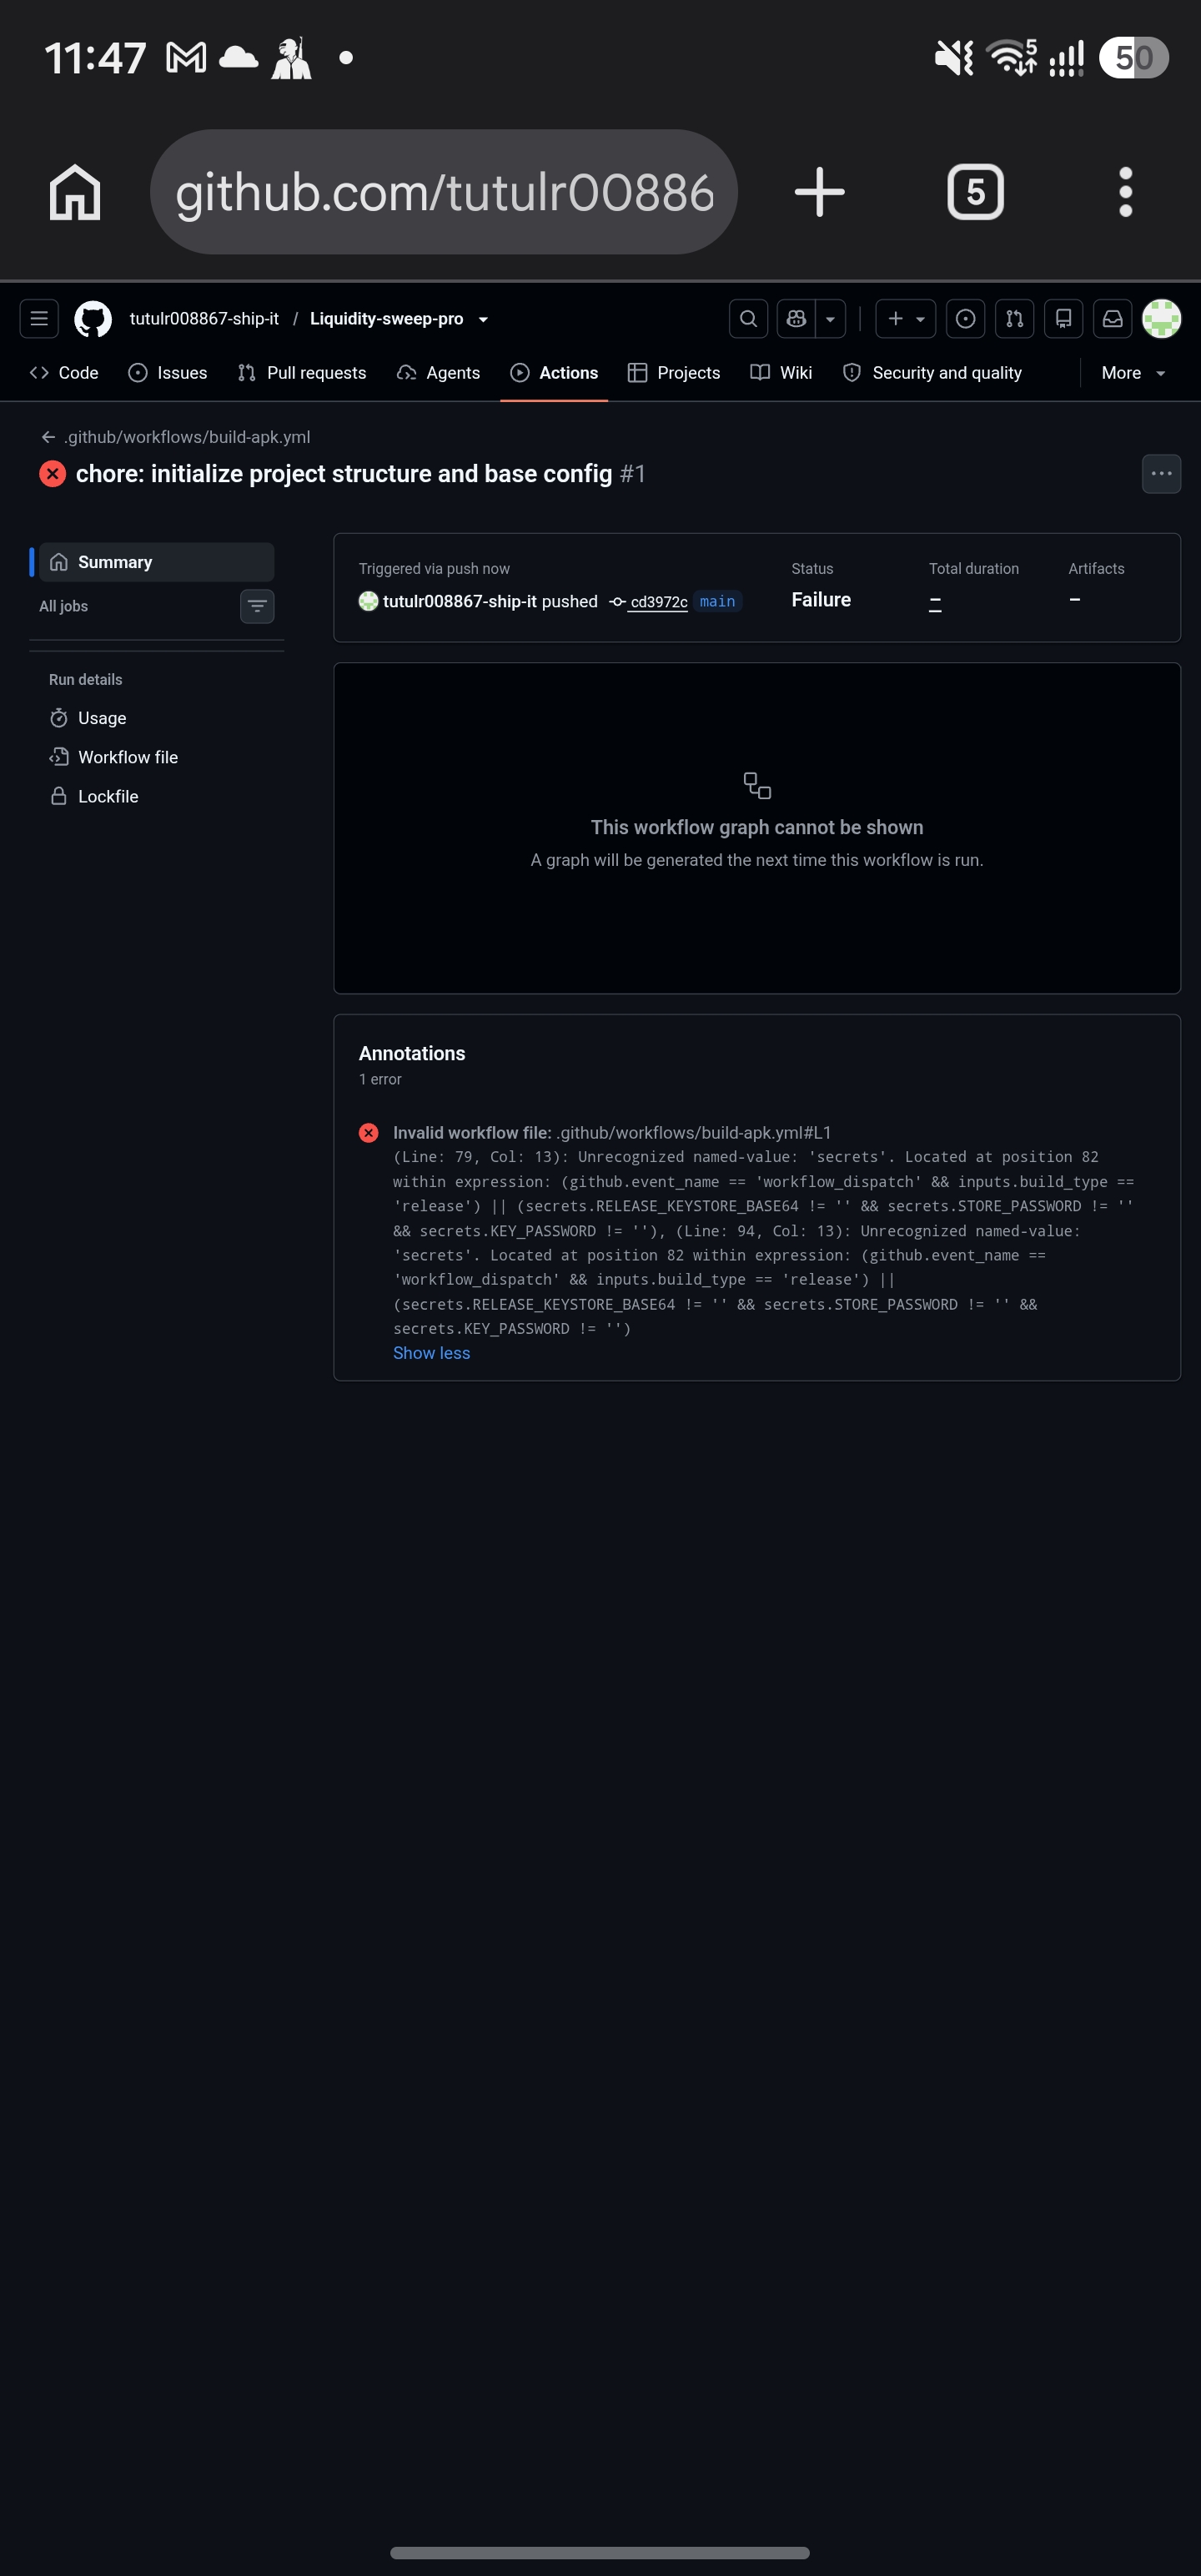 11:47
5
50
github.com/tutulr00886
5
tutulr008867-ship-it / Liquidity-sweep-pro
Code Issues Pull requests Agents Actions Projects Wiki Security and quality More
.github/workflows/build-apk.yml
chore: initialize project structure and base config #1
Summary
All jobs
Run details
Usage
Workflow file
Lockfile
Triggered via push now
tutulr008867-ship-it pushed cd3972c main
Status
Failure
Total duration
–
Artifacts
–
This workflow graph cannot be shown
A graph will be generated the next time this workflow is run.
Annotations
1 error
Invalid workflow file: .github/workflows/build-apk.yml#L1
(Line: 79, Col: 13): Unrecognized named-value: 'secrets'. Located at position 82
within expression: (github.event_name == 'workflow_dispatch' && inputs.build_type ==
'release') || (secrets.RELEASE_KEYSTORE_BASE64 != '' && secrets.STORE_PASSWORD != ''
&& secrets.KEY_PASSWORD != ''), (Line: 94, Col: 13): Unrecognized named-value:
'secrets'. Located at position 82 within expression: (github.event_name ==
'workflow_dispatch' && inputs.build_type == 'release') ||
(secrets.RELEASE_KEYSTORE_BASE64 != '' && secrets.STORE_PASSWORD != '' &&
secrets.KEY_PASSWORD != '')
Show less